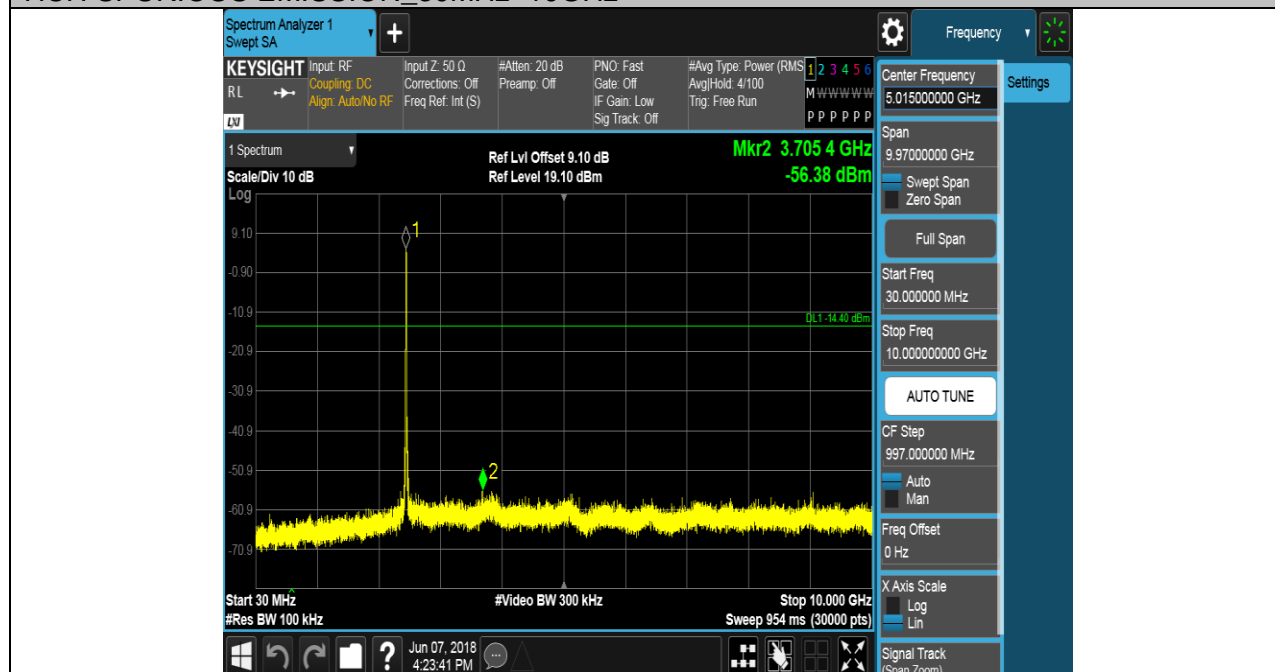 Spectrum Analyzer 1
Swept SA
+
Frequency
KEYSIGHT
RL
LXI
Input: RF
Coupling: DC
Align: Auto/No RF
Input Z: 50 Ω
Corrections: Off
Freq Ref: Int (S)
#Atten: 20 dB
Preamp: Off
PNO: Fast
Gate: Off
IF Gain: Low
Sig Track: Off
#Avg Type: Power (RMS
Avg|Hold: 4/100
Trig: Free Run
1 2 3 4 5 6
M W W W W W
P P P P P P
1 Spectrum
Scale/Div 10 dB
Log
Ref Lvl Offset 9.10 dB
Ref Level 19.10 dBm
Mkr2 3.705 4 GHz
-56.38 dBm
9.10
-0.90
-10.9
-20.9
-30.9
-40.9
-50.9
-60.9
-70.9
1
DL1 -14.40 dBm
2
Start 30 MHz
#Res BW 100 kHz
#Video BW 300 kHz
Stop 10.000 GHz
Sweep 954 ms (30000 pts)
?
Jun 07, 2018
4:23:41 PM
Center Frequency
5.015000000 GHz
Settings
Span
9.97000000 GHz
Swept Span
Zero Span
Full Span
Start Freq
30.000000 MHz
Stop Freq
10.000000000 GHz
AUTO TUNE
CF Step
997.000000 MHz
Auto
Man
Freq Offset
0 Hz
X Axis Scale
Log
Lin
Signal Track
(Span Zoom)